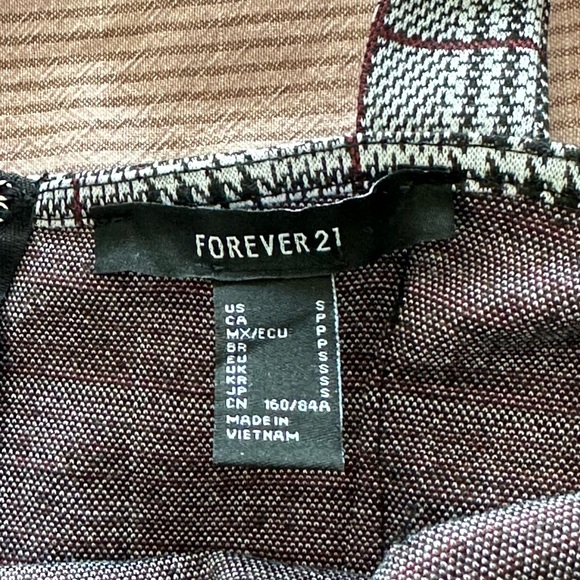 FOREVER 21
US S
CA P
MX/ECU P
BR P
EU S
UK S
KR S
JP S
CN 160/84A
MADE IN
VIETNAM